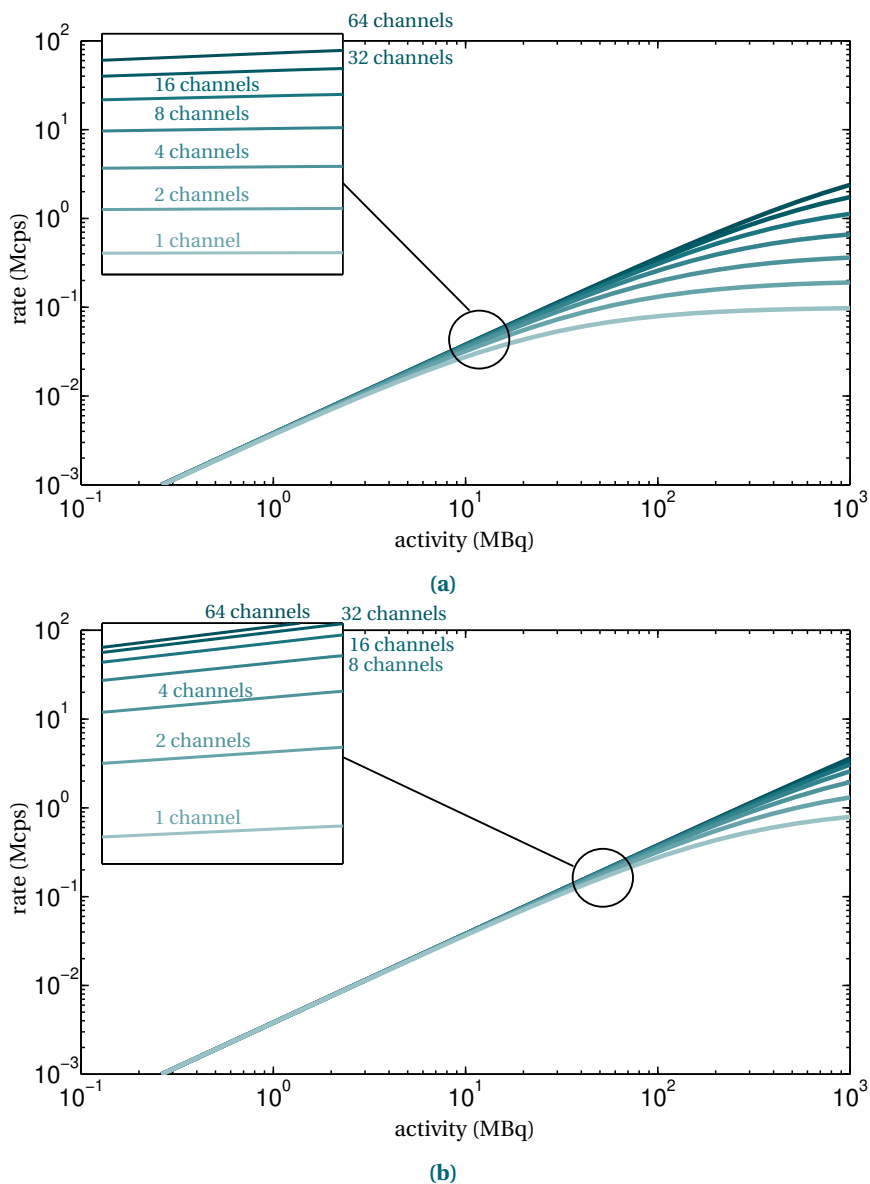 64 channels
32 channels
16 channels
8 channels
4 channels
2 channels
1 channel
10^2
10^1
10^0
10^−1
10^−2
10^−3
rate (Mcps)
10^−1
10^0
10^1
10^2
10^3
activity (MBq)
(a)
64 channels
32 channels
16 channels
8 channels
4 channels
2 channels
1 channel
10^2
10^1
10^0
10^−1
10^−2
10^−3
rate (Mcps)
10^−1
10^0
10^1
10^2
10^3
activity (MBq)
(b)